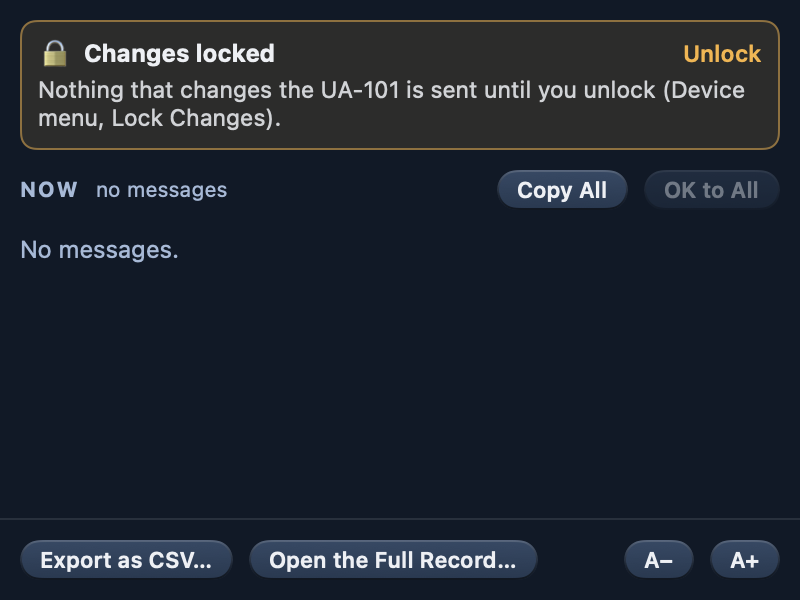 Changes locked
Unlock
Nothing that changes the UA-101 is sent until you unlock (Device
menu, Lock Changes).
NOW no messages
Copy All
OK to All
No messages.
Export as CSV...
Open the Full Record...
A−
A+